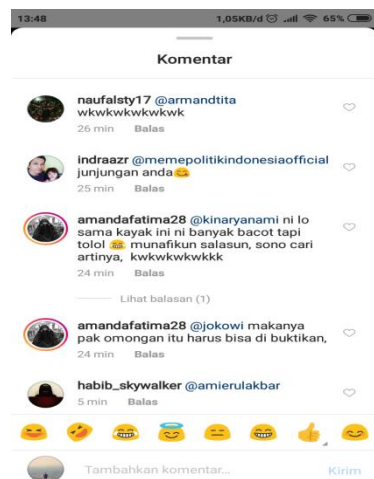 13:48 1,05KB/d 65%
Komentar
naufalsty17 @armandtita
wkwkwkwkwkwk
26 min Balas
indraazr @memepolitikindonesiaofficial
junjungan anda😋
25 min Balas
amandafatima28 @kinaryanami ni lo
sama kayak ini ni banyak bacot tapi
tolol 😂 munafikun salasun, sono cari
artinya, kwkwkwkwkkk
24 min Balas
Lihat balasan (1)
amandafatima28 @jokowi makanya
pak omongan itu harus bisa di buktikan,
24 min Balas
habib_skywalker @amierulakbar
5 min Balas
Tambahkan komentar... Kirim